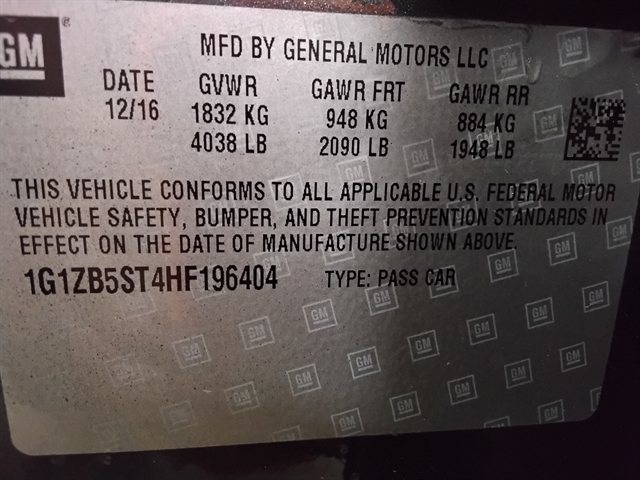 GM
MFD BY GENERAL MOTORS LLC
DATE GVWR GAWR FRT GAWR RR
12/16 1832 KG 948 KG 884 KG
4038 LB 2090 LB 1948 LB
THIS VEHICLE CONFORMS TO ALL APPLICABLE U.S. FEDERAL MOTOR
VEHICLE SAFETY, BUMPER, AND THEFT PREVENTION STANDARDS IN
EFFECT ON THE DATE OF MANUFACTURE SHOWN ABOVE.
1G1ZB5ST4HF196404 TYPE: PASS CAR